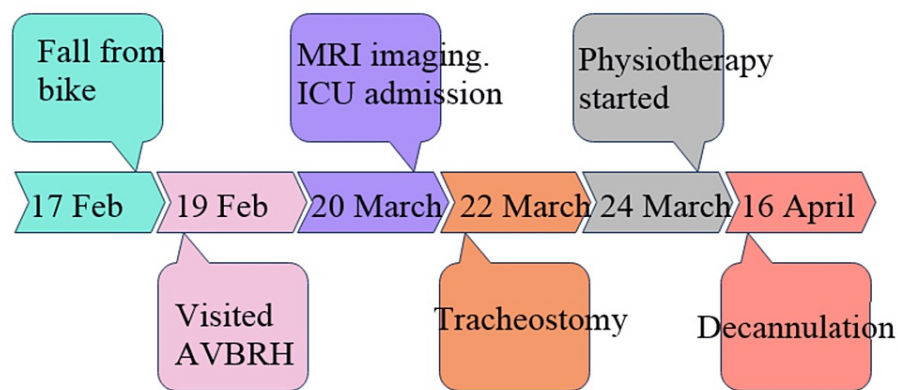 Fall from
bike
MRI imaging.
ICU admission
Physiotherapy
started
17 Feb
19 Feb
20 March
22 March
24 March
16 April
Visited
AVBRH
Tracheostomy
Decannulation